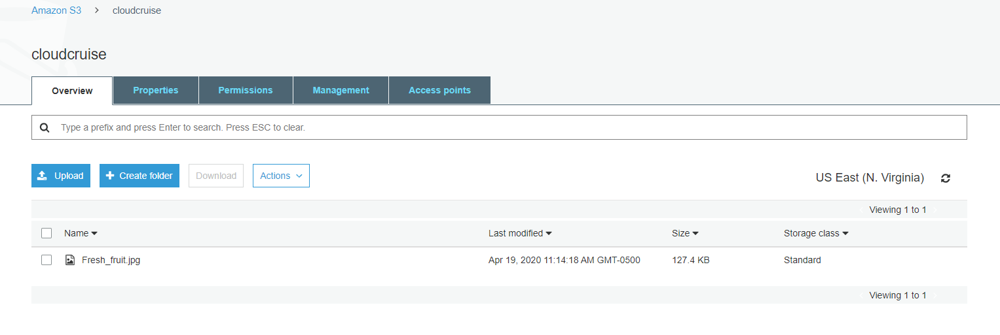 Amazon S3 > cloudcruise
cloudcruise
Overview Properties Permissions Management Access points
Type a prefix and press Enter to search. Press ESC to clear.
Upload Create folder Download Actions US East (N. Virginia)
Viewing 1 to 1
Name Last modified Size Storage class
Fresh_fruit.jpg Apr 19, 2020 11:14:18 AM GMT-0500 127.4 KB Standard
Viewing 1 to 1